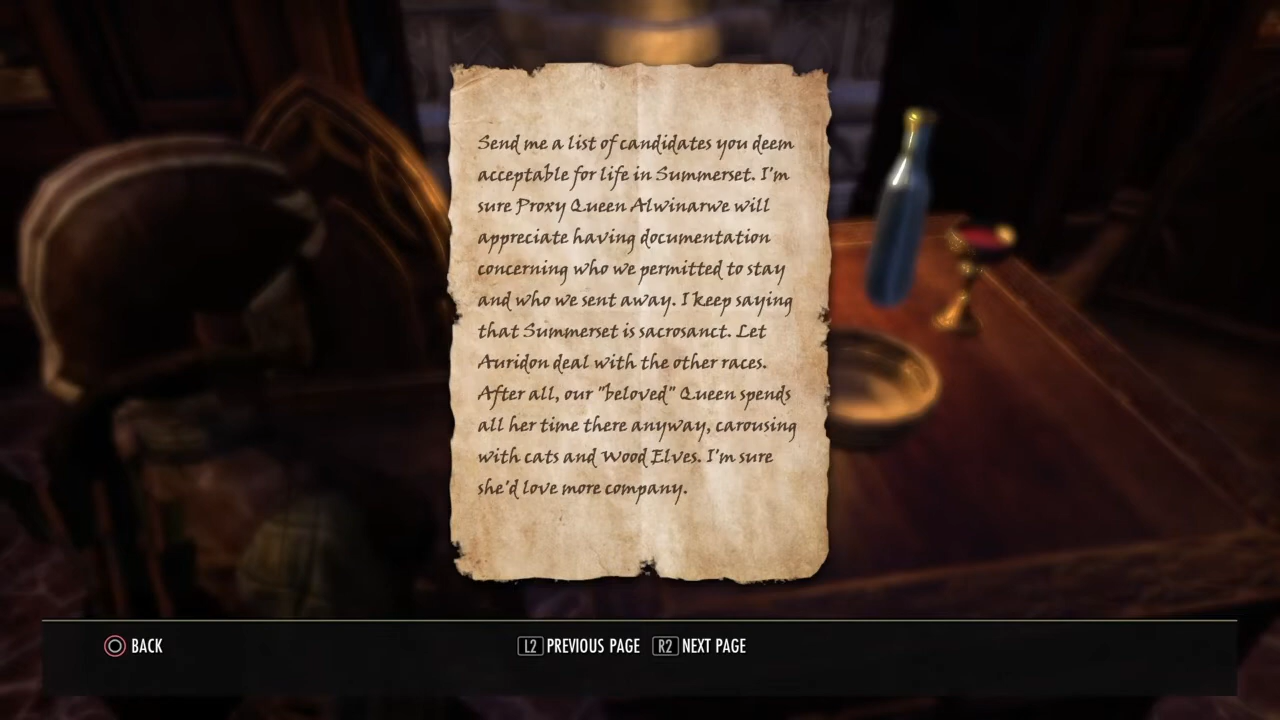 Send me a list of candidates you deem
acceptable for life in Summerset. I'm
sure Proxy Queen Alwinarwe will
appreciate having documentation
concerning who we permitted to stay
and who we sent away. I keep saying
that Summerset is sacrosanct. Let
Auridon deal with the other races.
After all, our "beloved" Queen spends
all her time there anyway, carousing
with cats and Wood Elves. I'm sure
she'd love more company.
BACK
L2 PREVIOUS PAGE R2 NEXT PAGE